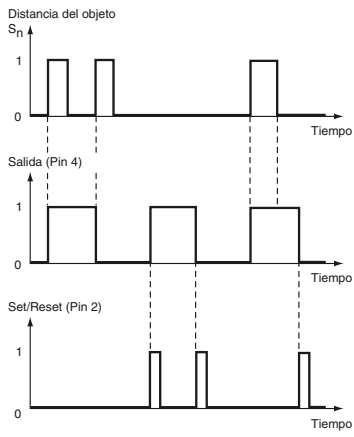 Distancia del objeto
Sn
1
0
Tiempo
Salida (Pin 4)
1
0
Tiempo
Set/Reset (Pin 2)
1
0
Tiempo